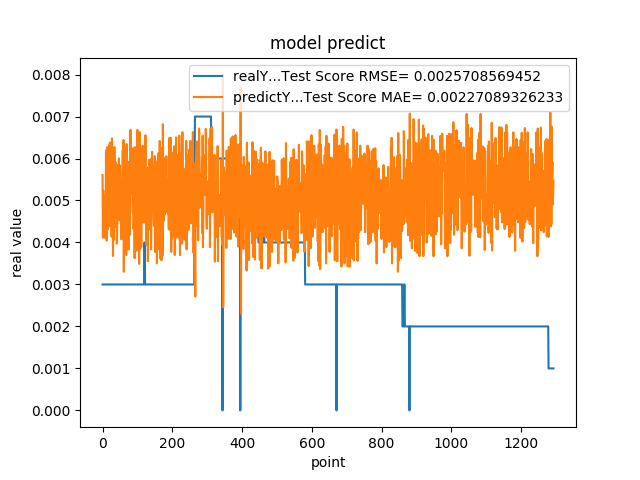 model predict
realY...Test Score RMSE= 0.0025708569452
predictY...Test Score MAE= 0.00227089326233
0.008
0.007
0.006
0.005
0.004
0.003
0.002
0.001
0.000
real value
0 200 400 600 800 1000 1200
point